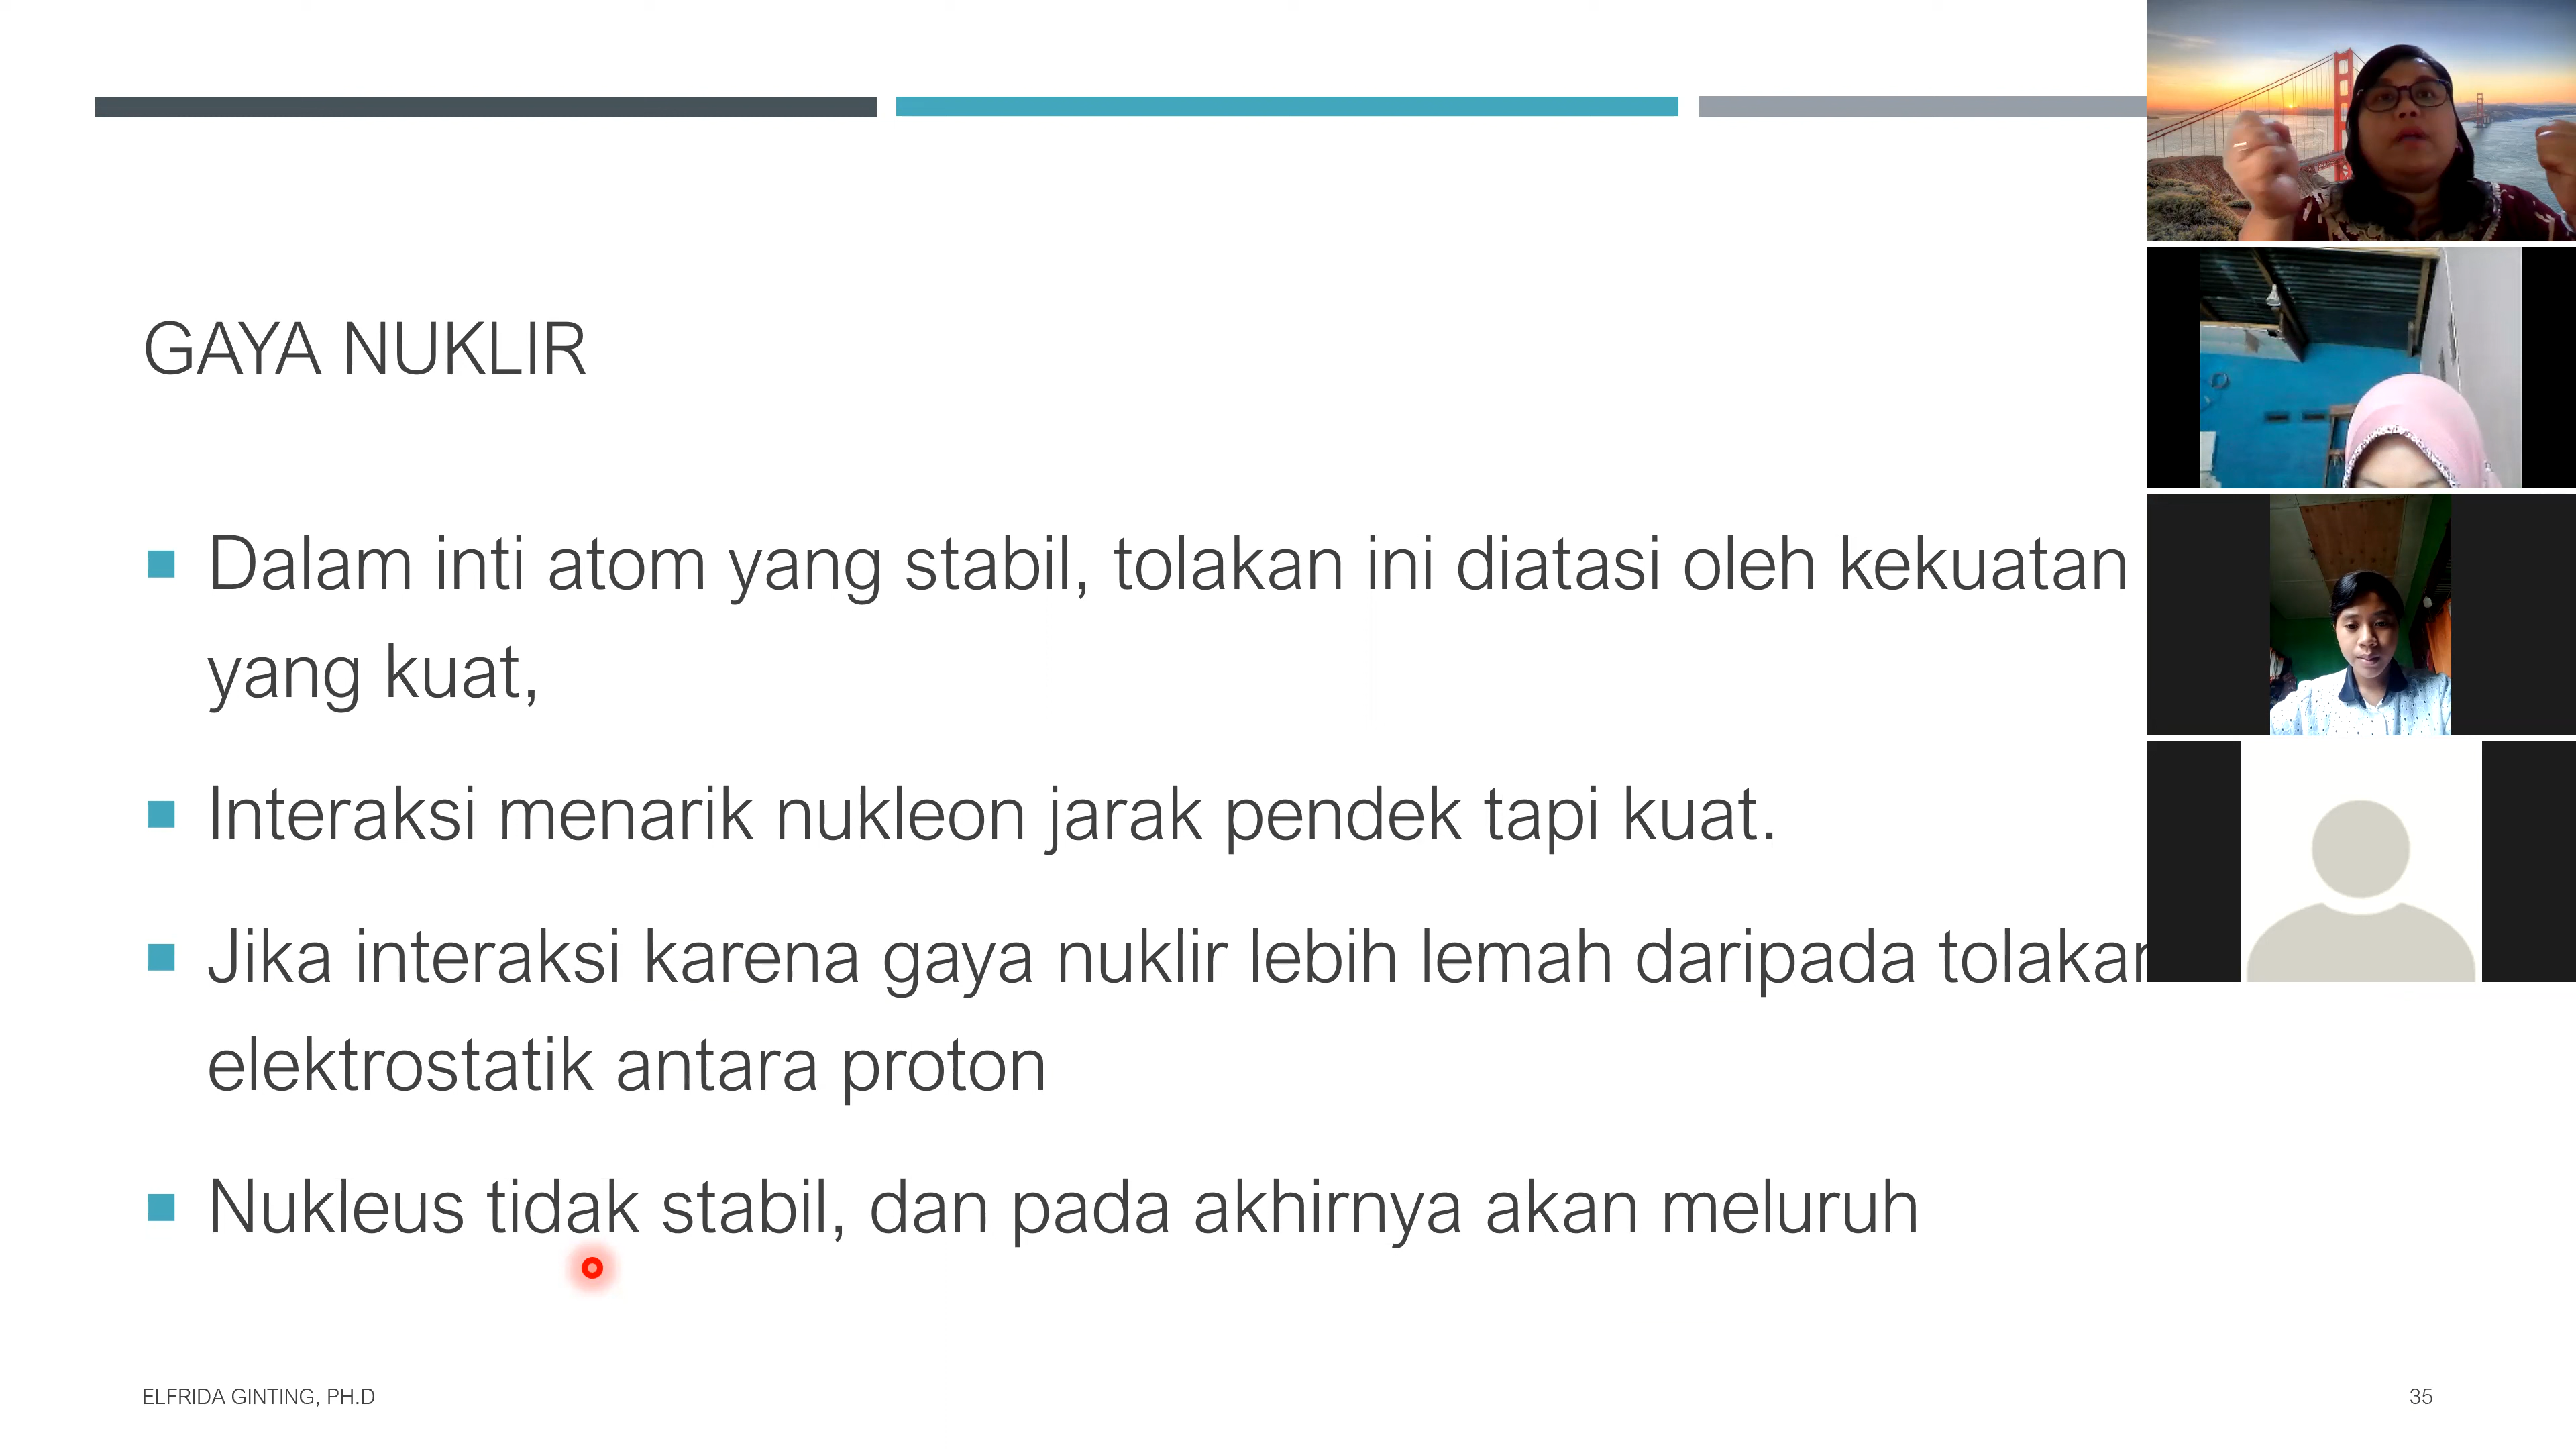 GAYA NUKLIR
Dalam inti atom yang stabil, tolakan ini diatasi oleh kekuatan
yang kuat,
Interaksi menarik nukleon jarak pendek tapi kuat.
Jika interaksi karena gaya nuklir lebih lemah daripada tolakan
elektrostatik antara proton
Nukleus tidak stabil, dan pada akhirnya akan meluruh
ELFRIDA GINTING, PH.D
35